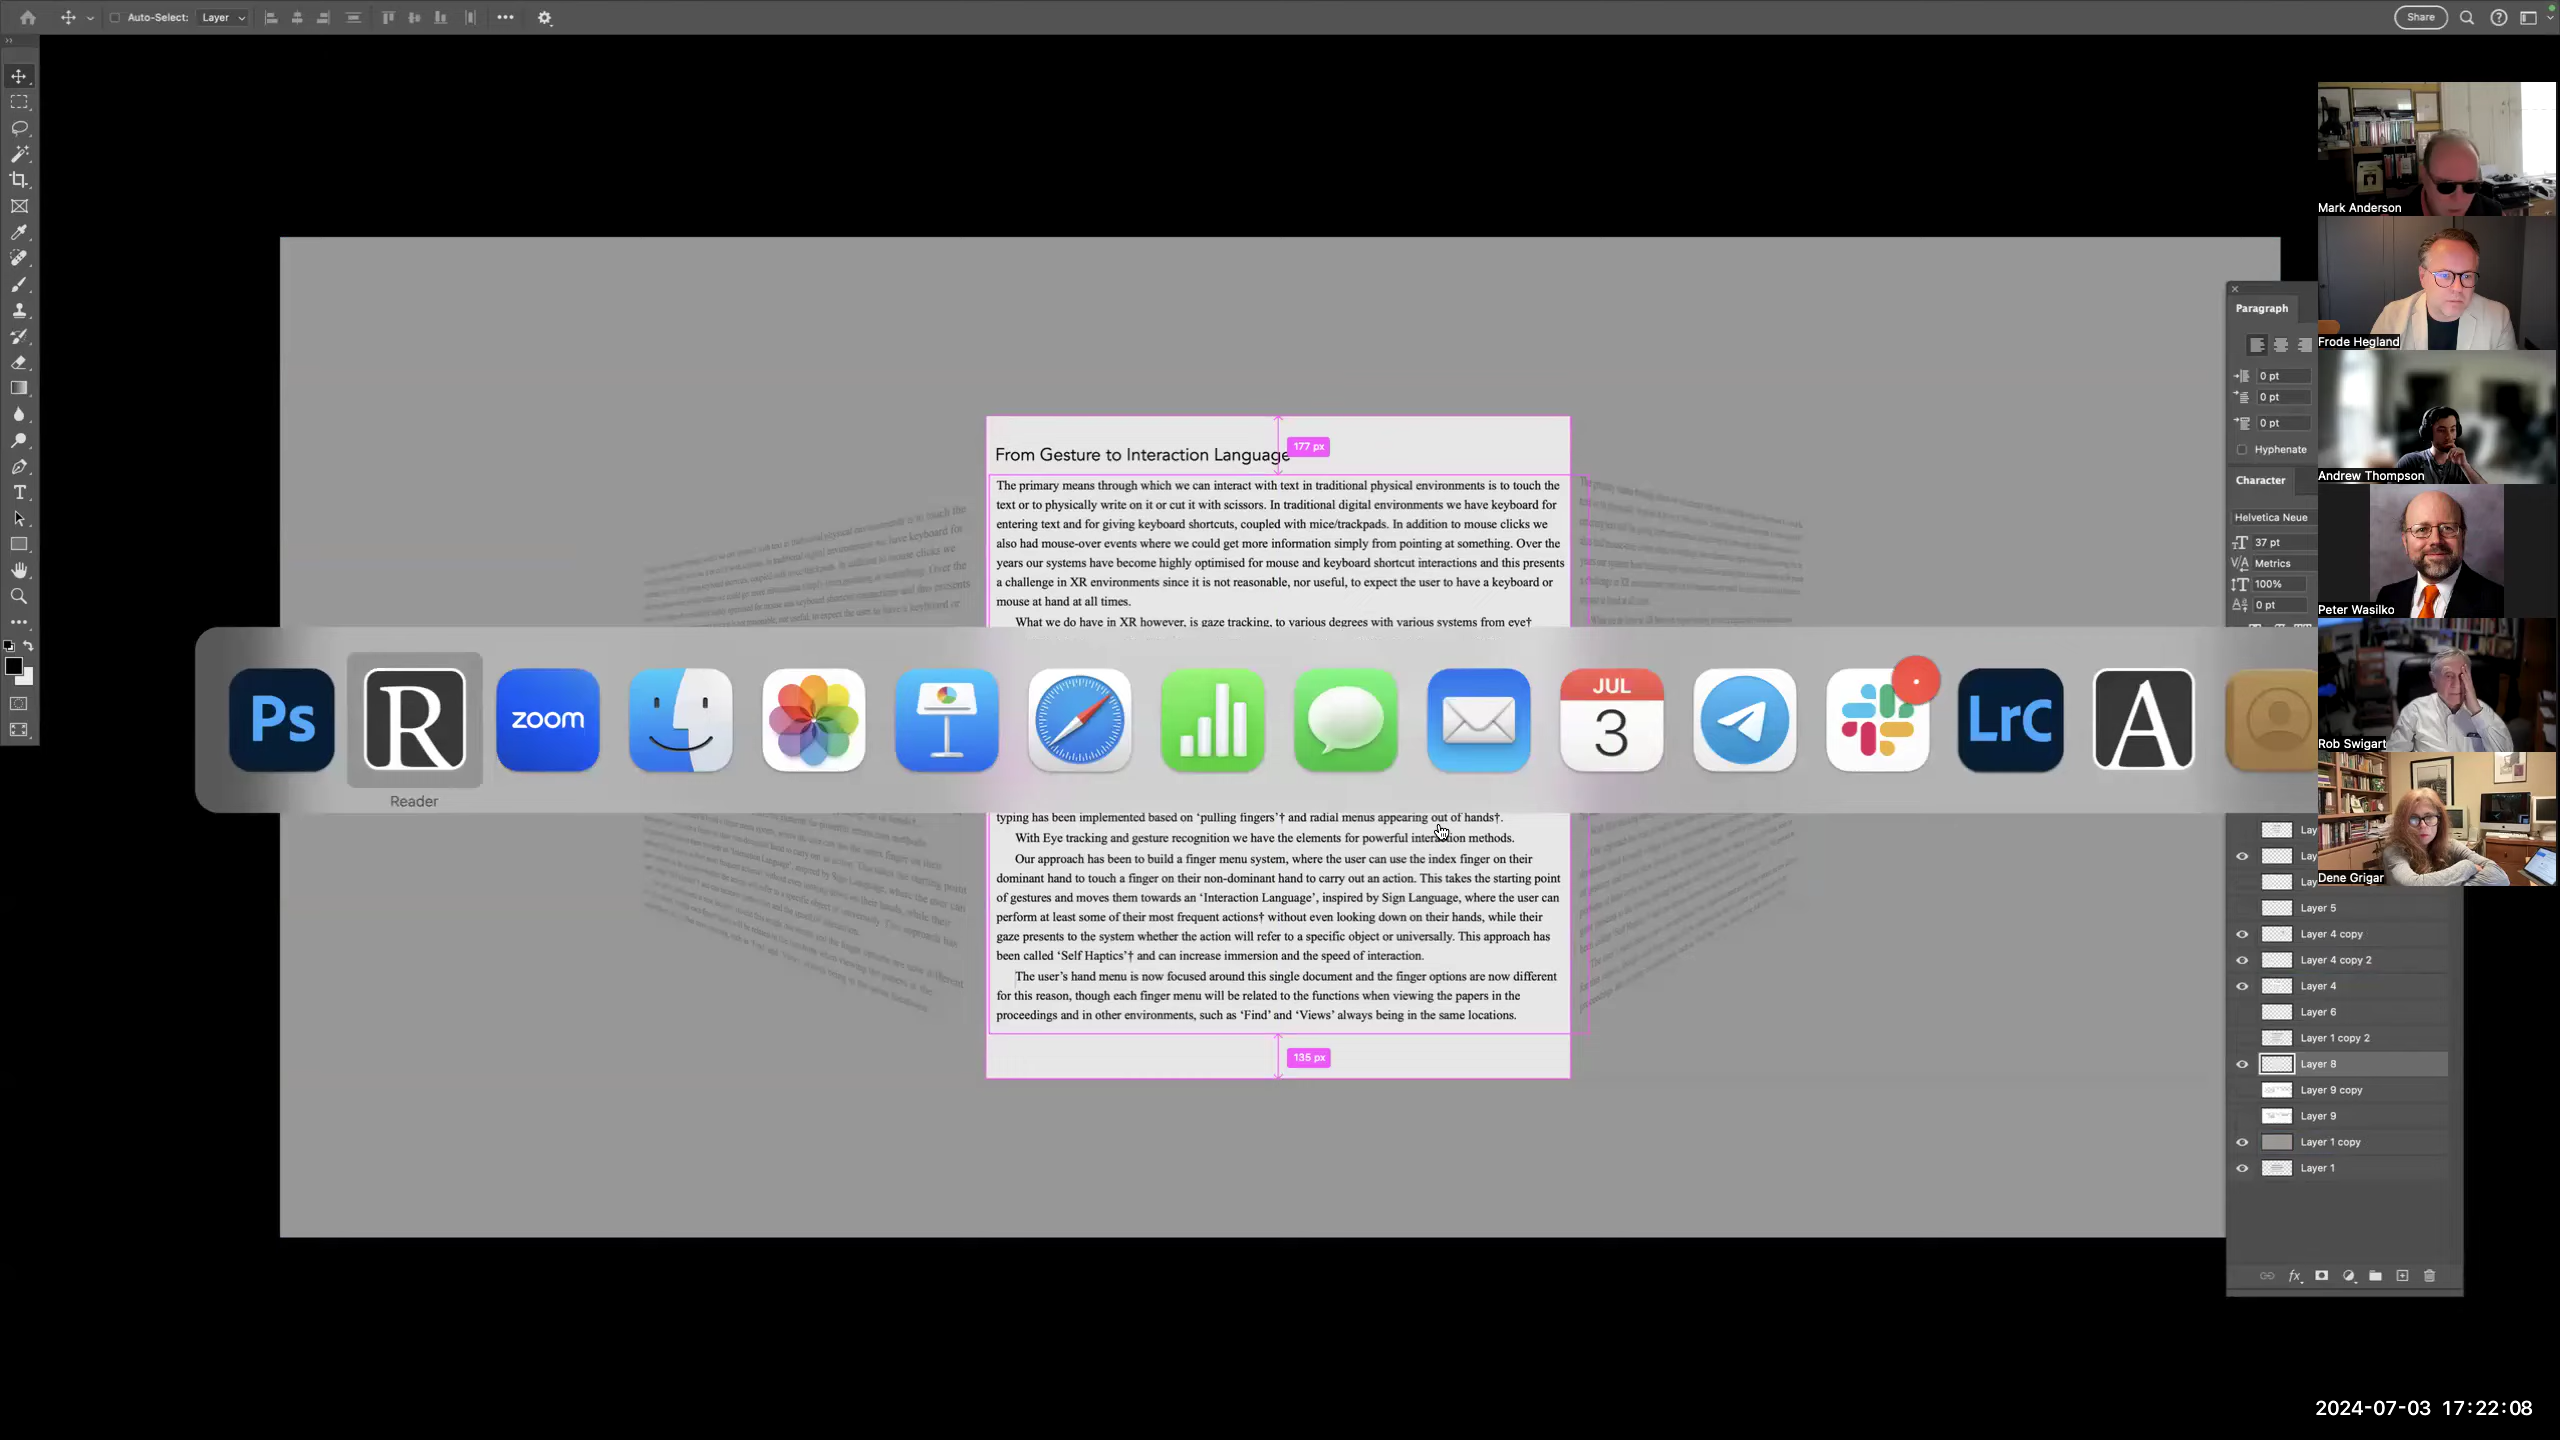 Auto-Select:
Layer
Share
Mark Anderson
Frode Hegland
Andrew Thompson
Peter Wasilko
Rob Swigart
Dene Grigar
Paragraph
0 pt
0 pt
0 pt
Hyphenate
Character
Helvetica Neue
37 pt
Metrics
100%
0 pt
177 px
From Gesture to Interaction Language
The primary means through which we can interact with text in traditional physical environments is to touch the
text or to physically write on it or cut it with scissors. In traditional digital environments we have keyboard for
entering text and for giving keyboard shortcuts, coupled with mice/trackpads. In addition to mouse clicks we
also had mouse-over events where we could get more information simply from pointing at something. Over the
years our systems have become highly optimised for mouse and keyboard shortcut interactions and this presents
a challenge in XR environments since it is not reasonable, nor useful, to expect the user to have a keyboard or
mouse at hand at all times.
What we do have in XR however, is gaze tracking, to various degrees with various systems from eye†
Ps
R
zoom
JUL
3
LrC
A
Reader
typing has been implemented based on ‘pulling fingers’† and radial menus appearing out of hands†.
With Eye tracking and gesture recognition we have the elements for powerful interaction methods.
Our approach has been to build a finger menu system, where the user can use the index finger on their
dominant hand to touch a finger on their non-dominant hand to carry out an action. This takes the starting point
of gestures and moves them towards an ‘Interaction Language’, inspired by Sign Language, where the user can
perform at least some of their most frequent actions† without even looking down on their hands, while their
gaze presents to the system whether the action will refer to a specific object or universally. This approach has
been called ‘Self Haptics’† and can increase immersion and the speed of interaction.
The user’s hand menu is now focused around this single document and the finger options are now different
for this reason, though each finger menu will be related to the functions when viewing the papers in the
proceedings and in other environments, such as ‘Find’ and ‘Views’ always being in the same locations.
135 px
Lay
Lay
Lay
Layer 5
Layer 4 copy
Layer 4 copy 2
Layer 4
Layer 6
Layer 1 copy 2
Layer 8
Layer 9 copy
Layer 9
Layer 1 copy
Layer 1
fx
2024-07-03 17:22:08